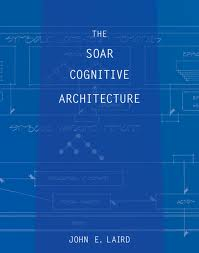 THE
SOAR
COGNITIVE
ARCHITECTURE
JOHN E. LAIRD